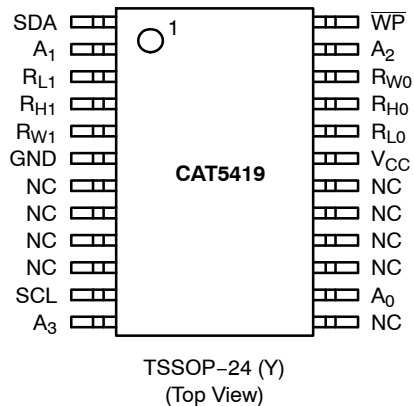 SDA 1 W̅P̅
A1 A2
RL1 RW0
RH1 RH0
RW1 RL0
GND VCC
NC CAT5419 NC
NC NC
NC NC
NC NC
SCL A0
A3 NC
TSSOP−24 (Y)
(Top View)